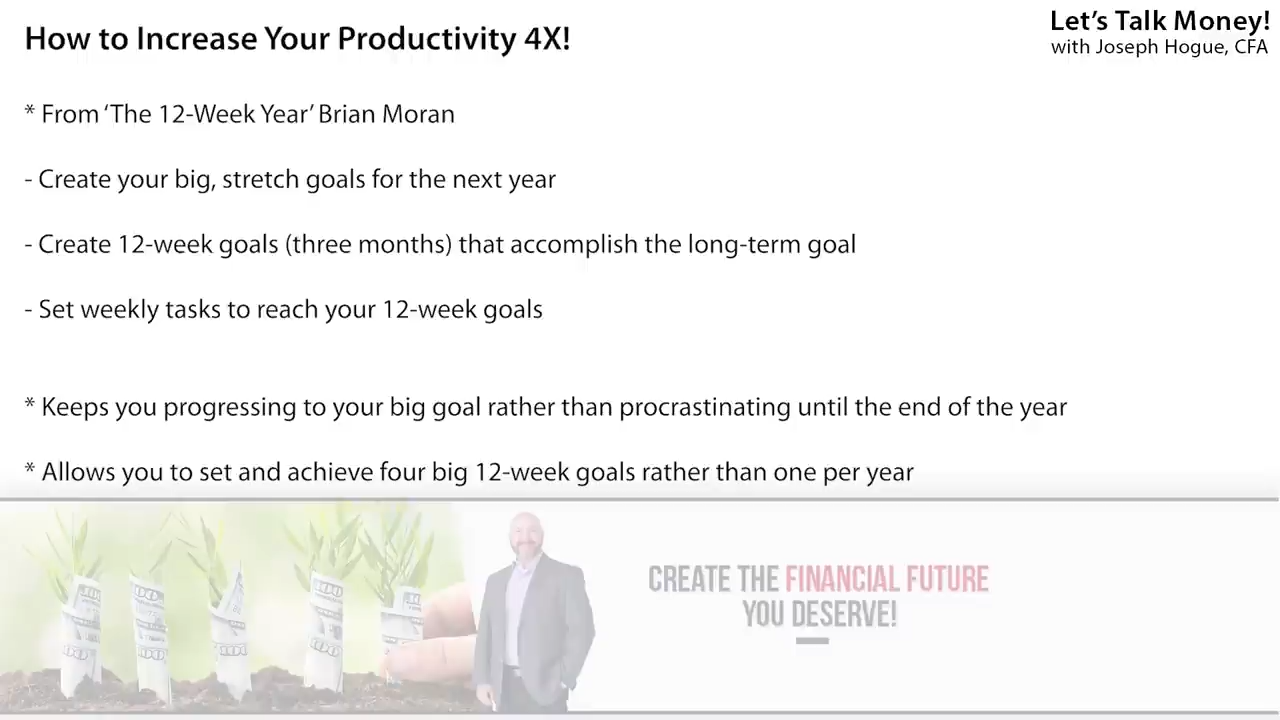 How to Increase Your Productivity 4X!
Let's Talk Money!
with Joseph Hogue, CFA
* From 'The 12-Week Year' Brian Moran
- Create your big, stretch goals for the next year
- Create 12-week goals (three months) that accomplish the long-term goal
- Set weekly tasks to reach your 12-week goals
* Keeps you progressing to your big goal rather than procrastinating until the end of the year
* Allows you to set and achieve four big 12-week goals rather than one per year
CREATE THE FINANCIAL FUTURE
YOU DESERVE!